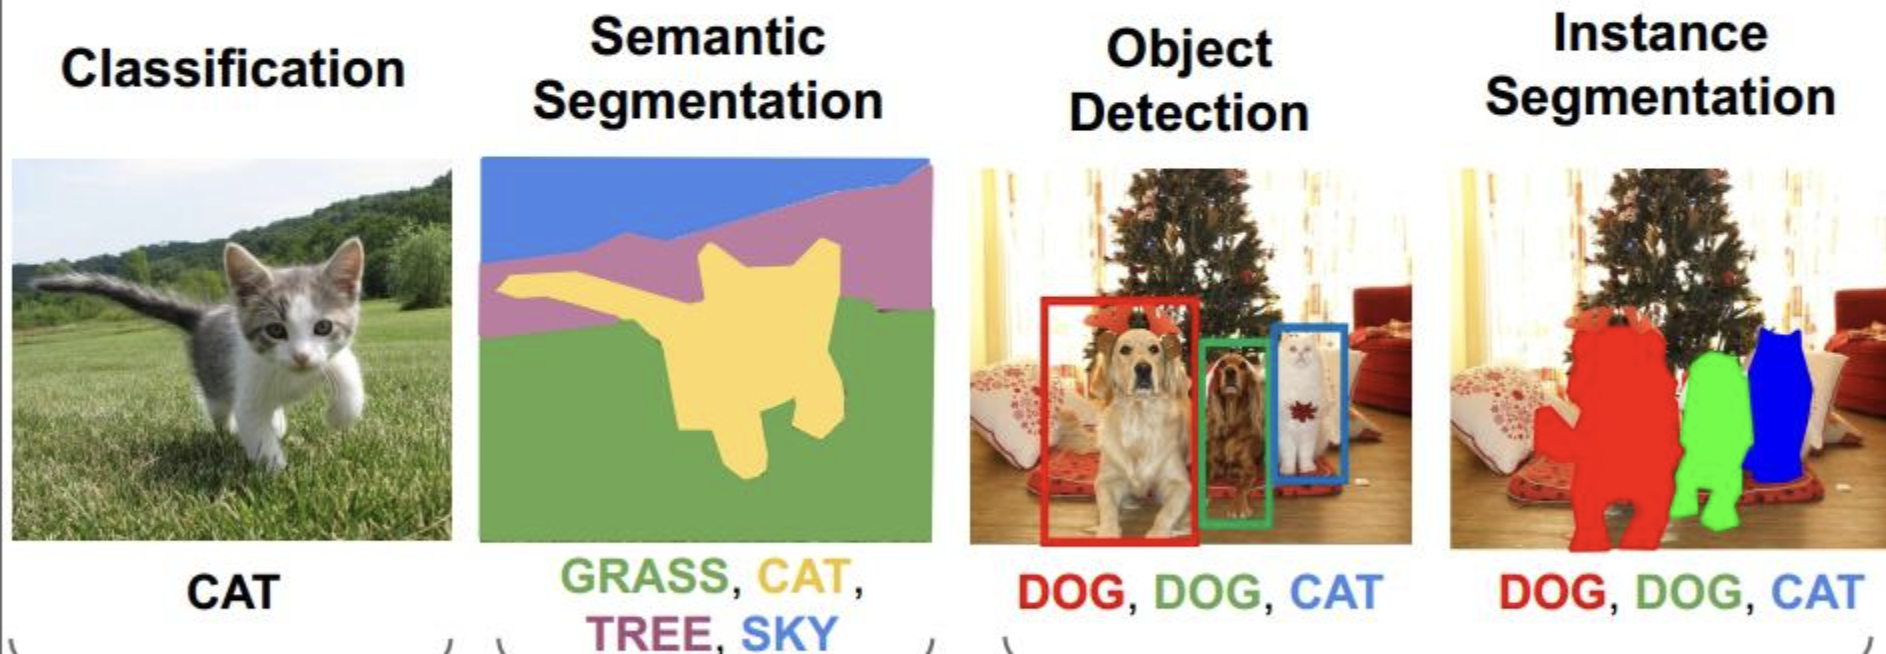 Classification
Semantic
Segmentation
Object
Detection
Instance
Segmentation
CAT
GRASS, CAT,
TREE, SKY
DOG, DOG, CAT
DOG, DOG, CAT